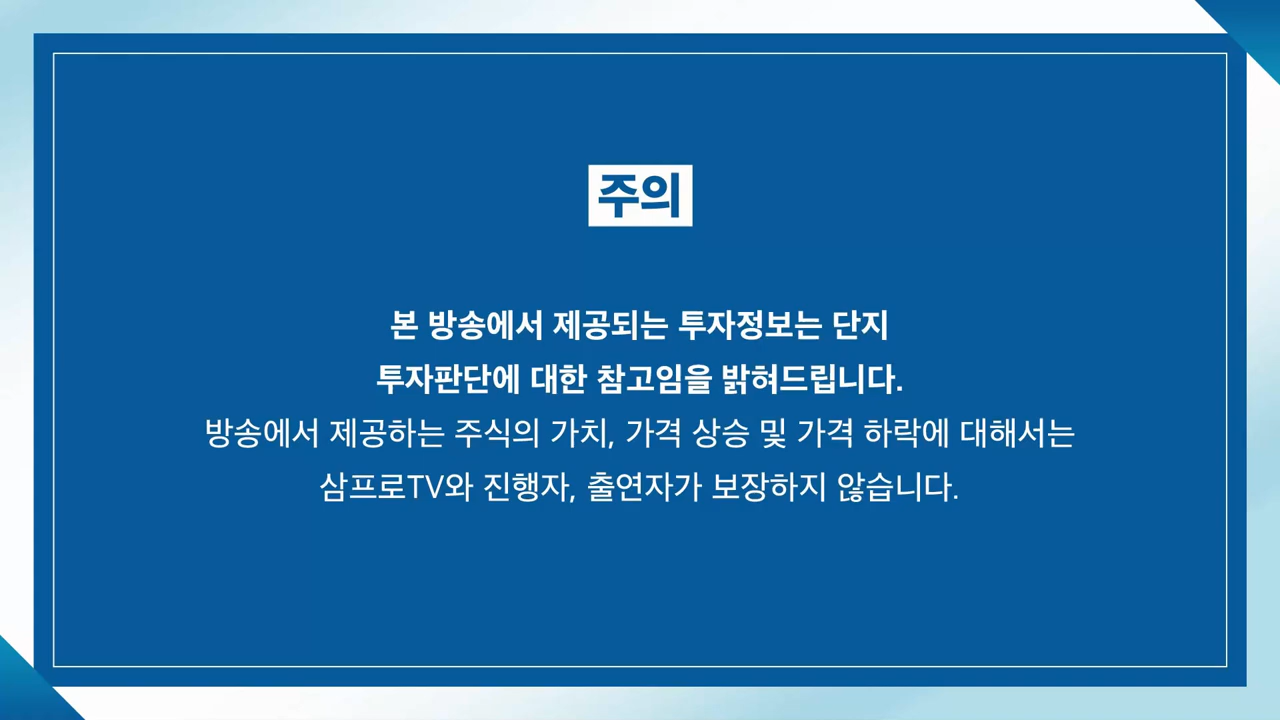 주의
본 방송에서 제공되는 투자정보는 단지
투자판단에 대한 참고임을 밝혀드립니다.
방송에서 제공하는 주식의 가치, 가격 상승 및 가격 하락에 대해서는
삼프로TV와 진행자, 출연자가 보장하지 않습니다.